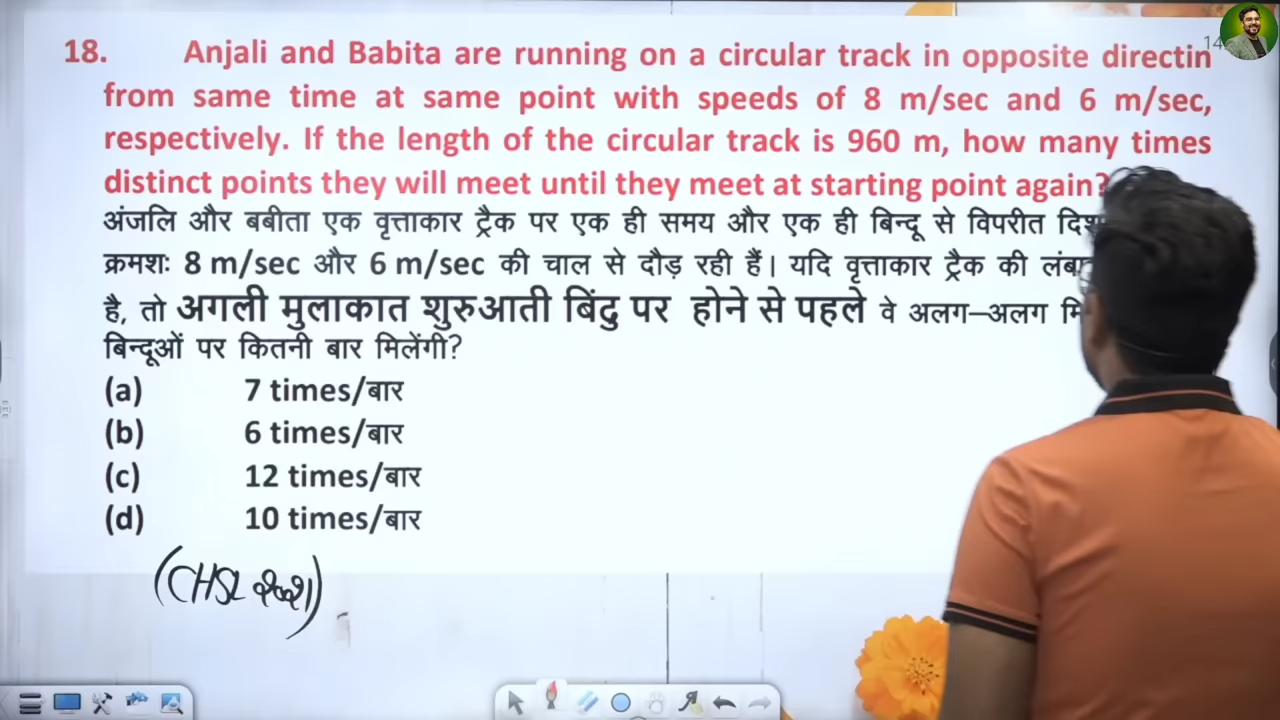 14
18. Anjali and Babita are running on a circular track in opposite directin
from same time at same point with speeds of 8 m/sec and 6 m/sec,
respectively. If the length of the circular track is 960 m, how many times
distinct points they will meet until they meet at starting point again?
अंजलि और बबीता एक वृत्ताकार ट्रैक पर एक ही समय और एक ही बिन्दू से विपरीत
क्रमशः 8 m/sec और 6 m/sec की चाल से दौड़ रही हैं। यदि वृत्ताकार ट्रैक की
है, तो अगली मुलाकात शुरुआती बिंदु पर होने से पहले वे अलग–अलग
बिन्दूओं पर कितनी बार मिलेंगी?
(a) 7 times/बार
(b) 6 times/बार
(c) 12 times/बार
(d) 10 times/बार
(CHSL 2021)